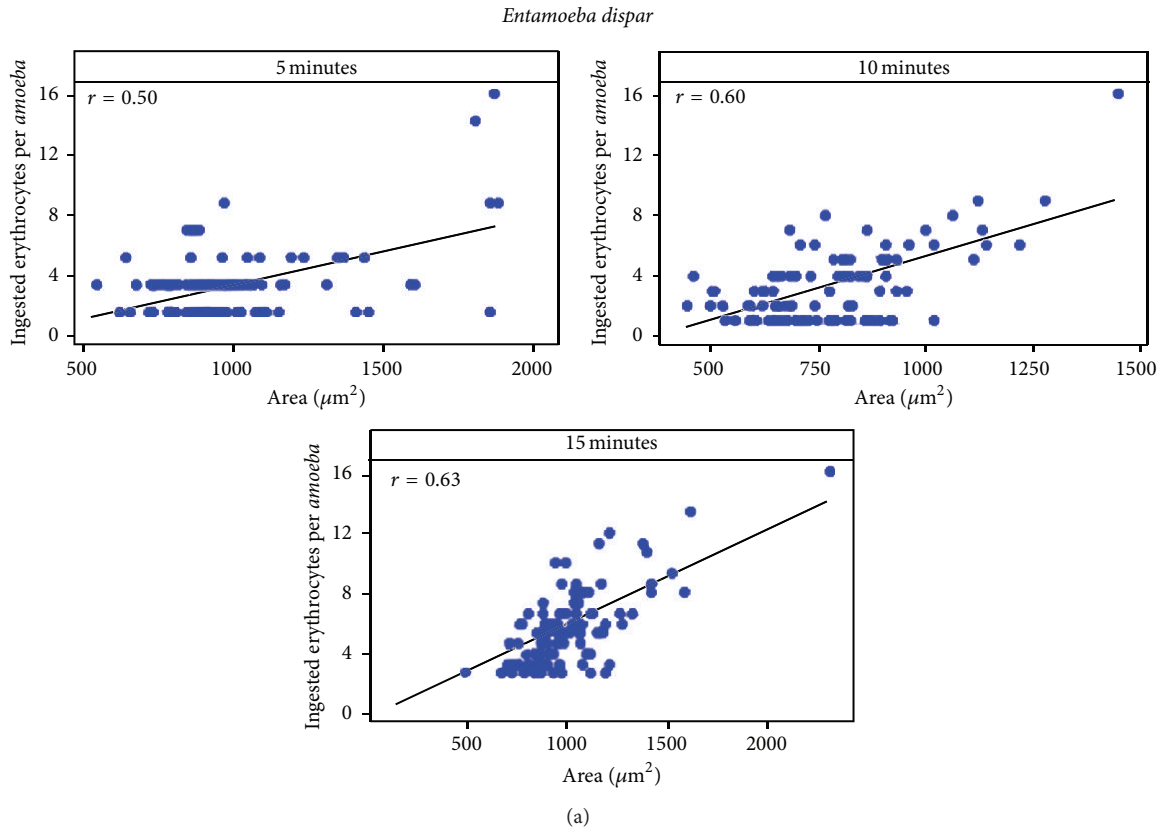 Entamoeba dispar
5 minutes
r = 0.50
Ingested erythrocytes per amoeba
16
12
8
4
0
500 1000 1500 2000
Area (μm²)
10 minutes
r = 0.60
Ingested erythrocytes per amoeba
16
12
8
4
0
500 750 1000 1250 1500
Area (μm²)
15 minutes
r = 0.63
Ingested erythrocytes per amoeba
16
12
8
4
0
500 1000 1500 2000
Area (μm²)
(a)